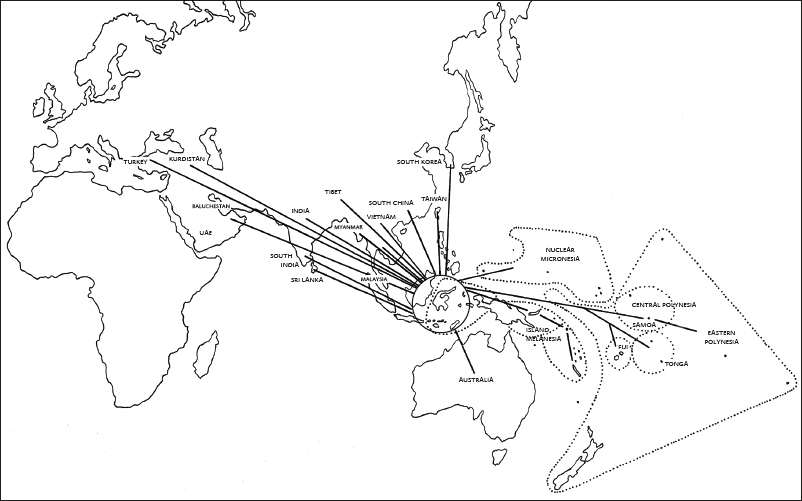 SOUTH KOREA
TURKEY
KURDISTAN
TIBET
SOUTH CHINA
TAIWAN
BALUCHESTAN
INDIA
VIETNAM
MYANMAR
UAE
NUCLEAR
MICRONESIA
SOUTH
INDIA
SRI LANKA
MALAYSIA
CENTRAL POLYNESIA
SAMOA
ISLAND
MELANESIA
EASTERN
POLYNESIA
FIJI
TONGA
AUSTRALIA